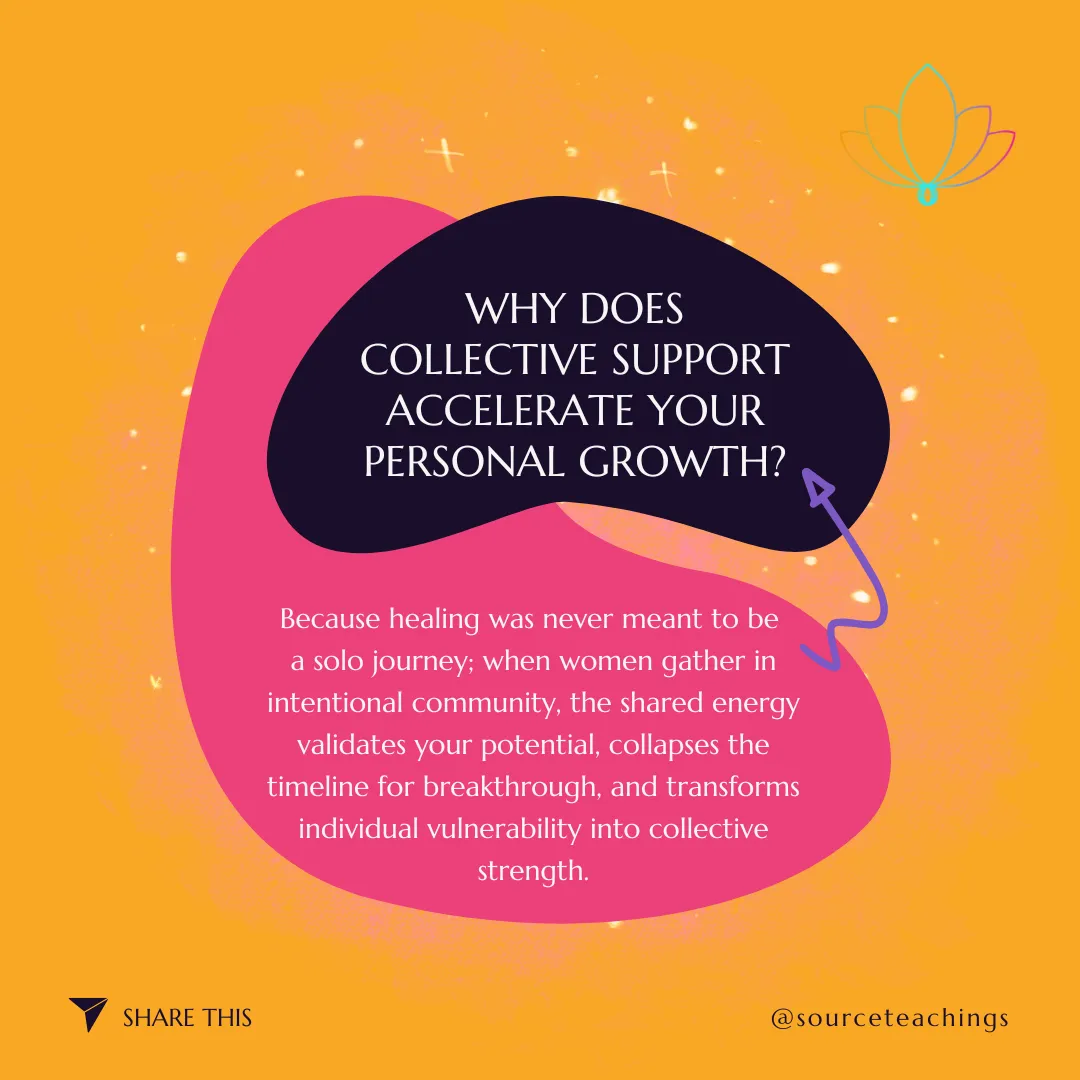 WHY DOES
COLLECTIVE SUPPORT
ACCELERATE YOUR
PERSONAL GROWTH?
Because healing was never meant to be
a solo journey; when women gather in
intentional community, the shared energy
validates your potential, collapses the
timeline for breakthrough, and transforms
individual vulnerability into collective
strength.
SHARE THIS
@sourceteachings